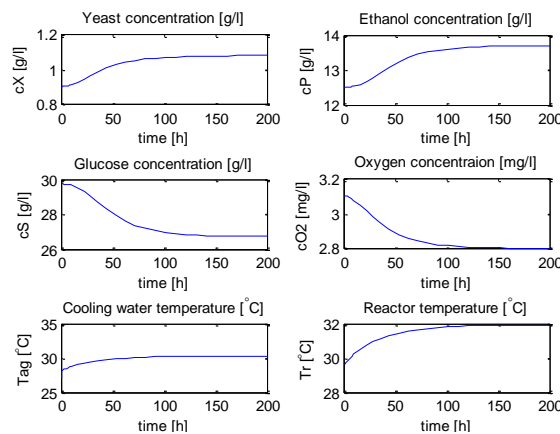 Yeast concentration [g/l]
cX [g/l]
1.2
1
0.8
0 50 100 150 200
time [h]
Ethanol concentration [g/l]
cP [g/l]
14
13
12
0 50 100 150 200
time [h]
Glucose concentration [g/l]
cS [g/l]
30
28
26
0 50 100 150 200
time [h]
Oxygen concentraion [mg/l]
cO2 [mg/l]
3.2
3
2.8
0 50 100 150 200
time [h]
Cooling water temperature [°C]
Tag [°C]
35
30
25
0 50 100 150 200
time [h]
Reactor temperature [°C]
Tr [°C]
32
30
28
0 50 100 150 200
time [h]